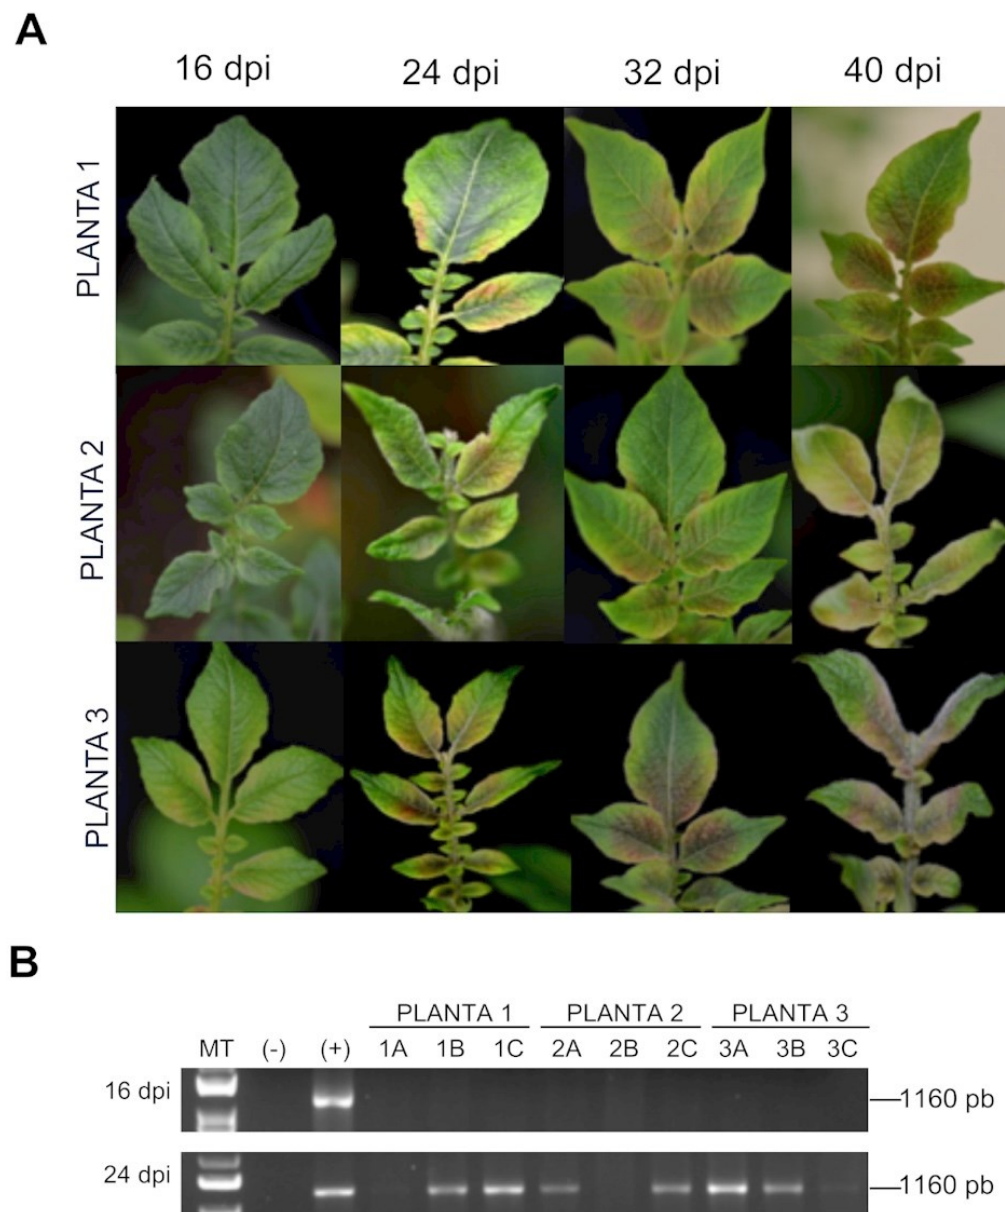 A
16 dpi 24 dpi 32 dpi 40 dpi
PLANTA 1
PLANTA 2
PLANTA 3
B
PLANTA 1 PLANTA 2 PLANTA 3
MT (-) (+) 1A 1B 1C 2A 2B 2C 3A 3B 3C
16 dpi 1160 pb
24 dpi 1160 pb